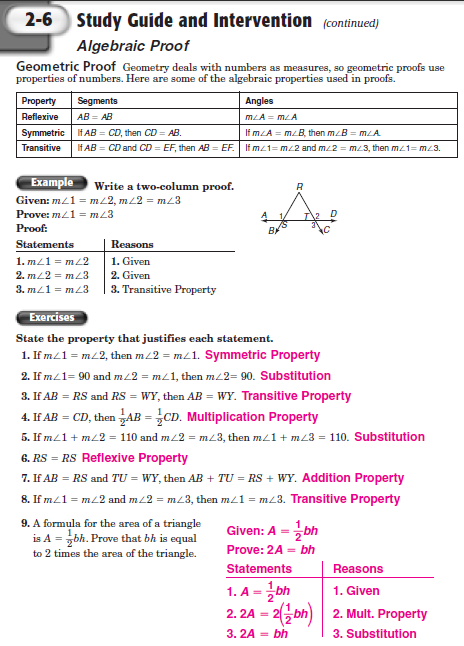 2-6 Study Guide and Intervention (continued)
Algebraic Proof
Geometric Proof Geometry deals with numbers as measures, so geometric proofs use
properties of numbers. Here are some of the algebraic properties used in proofs.
Property Segments Angles
Reflexive AB = AB m∠A = m∠A
Symmetric If AB = CD, then CD = AB. If m∠A = m∠B, then m∠B = m∠A.
Transitive If AB = CD and CD = EF, then AB = EF. If m∠1= m∠2 and m∠2 = m∠3, then m∠1= m∠3.
Example Write a two-column proof.
Given: m∠1 = m∠2, m∠2 = m∠3
Prove: m∠1 = m∠3
Proof:
Statements Reasons
1. m∠1 = m∠2 1. Given
2. m∠2 = m∠3 2. Given
3. m∠1 = m∠3 3. Transitive Property
R
A 1 T 2 D
B S 3 C
Exercises
State the property that justifies each statement.
1. If m∠1 = m∠2, then m∠2 = m∠1. Symmetric Property
2. If m∠1= 90 and m∠2 = m∠1, then m∠2= 90. Substitution
3. If AB = RS and RS = WY, then AB = WY. Transitive Property
4. If AB = CD, then 1/2AB = 1/2CD. Multiplication Property
5. If m∠1 + m∠2 = 110 and m∠2 = m∠3, then m∠1 + m∠3 = 110. Substitution
6. RS = RS Reflexive Property
7. If AB = RS and TU = WY, then AB + TU = RS + WY. Addition Property
8. If m∠1 = m∠2 and m∠2 = m∠3, then m∠1 = m∠3. Transitive Property
9. A formula for the area of a triangle
is A = 1/2bh. Prove that bh is equal
to 2 times the area of the triangle.
Given: A = 1/2bh
Prove: 2A = bh
Statements Reasons
1. A = 1/2bh 1. Given
2. 2A = 2(1/2bh) 2. Mult. Property
3. 2A = bh 3. Substitution